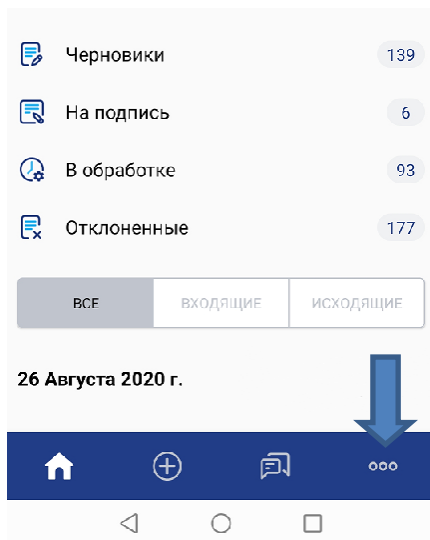 Черновики 139
На подпись 6
В обработке 93
Отклоненные 177
ВСЕ ВХОДЯЩИЕ ИСХОДЯЩИЕ
26 Августа 2020 г.